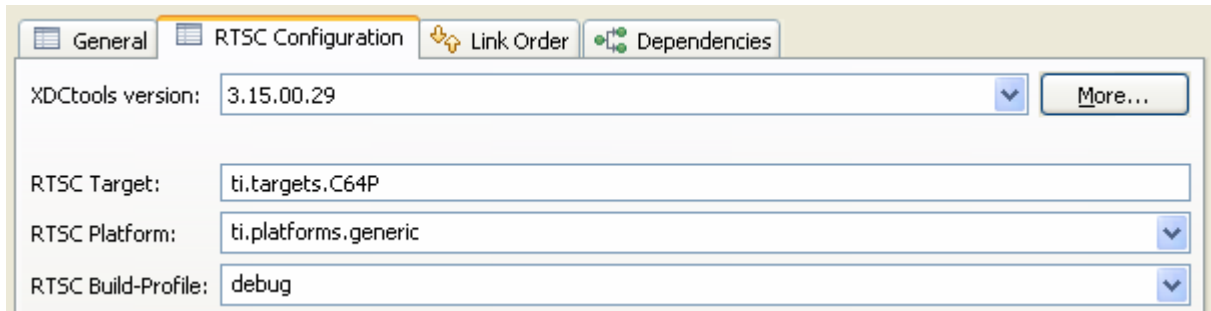 General RTSC Configuration Link Order Dependencies
XDCtools version: 3.15.00.29 More...
RTSC Target: ti.targets.C64P
RTSC Platform: ti.platforms.generic
RTSC Build-Profile: debug